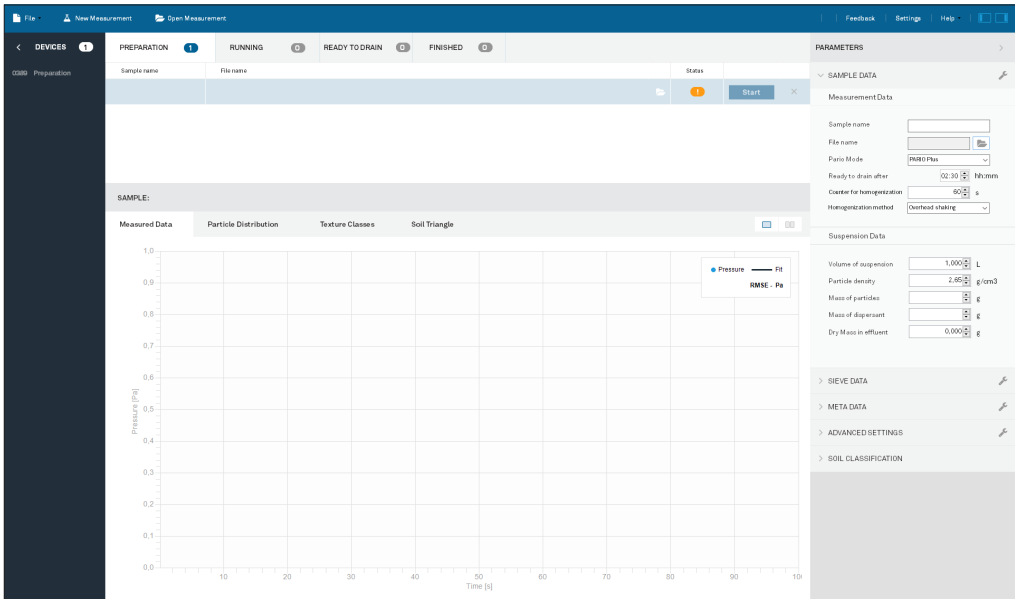 File New Measurement Open Measurement Feedback Settings Help
DEVICES 1 PREPARATION 1 RUNNING 0 READY TO DRAIN 0 FINISHED 0 PARAMETERS
0389 Preparation
Sample name File name Status
! Start
SAMPLE DATA
Measurement Data
Sample name
File name
Pario Mode PARIO Plus
Ready to drain after 02:30 hh:mm
Counter for homogenization 60 s
Homogenization method Overhead shaking
Suspension Data
Volume of suspension 1,000 L
Particle density 2,65 g/cm3
Mass of particles g
Mass of dispersant g
Dry Mass in effluent 0,000 g
SIEVE DATA
META DATA
ADVANCED SETTINGS
SOIL CLASSIFICATION
SAMPLE:
Measured Data Particle Distribution Texture Classes Soil Triangle
Pressure Fit
RMSE - Pa
1,0
0,9
0,8
0,7
0,6
0,5
0,4
0,3
0,2
0,1
0,0
Pressure [Pa]
10 20 30 40 50 60 70 80 90 10
Time [s]